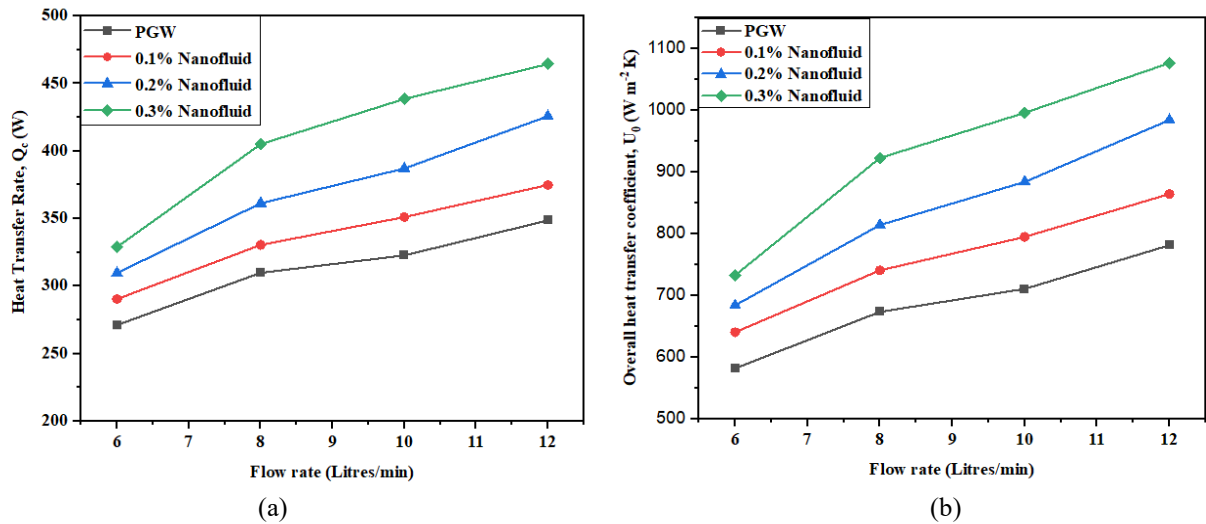 500
450
400
350
300
250
200
Heat Transfer Rate, Q_c (W)
PGW
0.1% Nanofluid
0.2% Nanofluid
0.3% Nanofluid
6 7 8 9 10 11 12
Flow rate (Litres/min)
(a)
1100
1000
900
800
700
600
500
Overall heat transfer coefficient, U_0 (W m^-2 K)
PGW
0.1% Nanofluid
0.2% Nanofluid
0.3% Nanofluid
6 7 8 9 10 11 12
Flow rate (Litres/min)
(b)